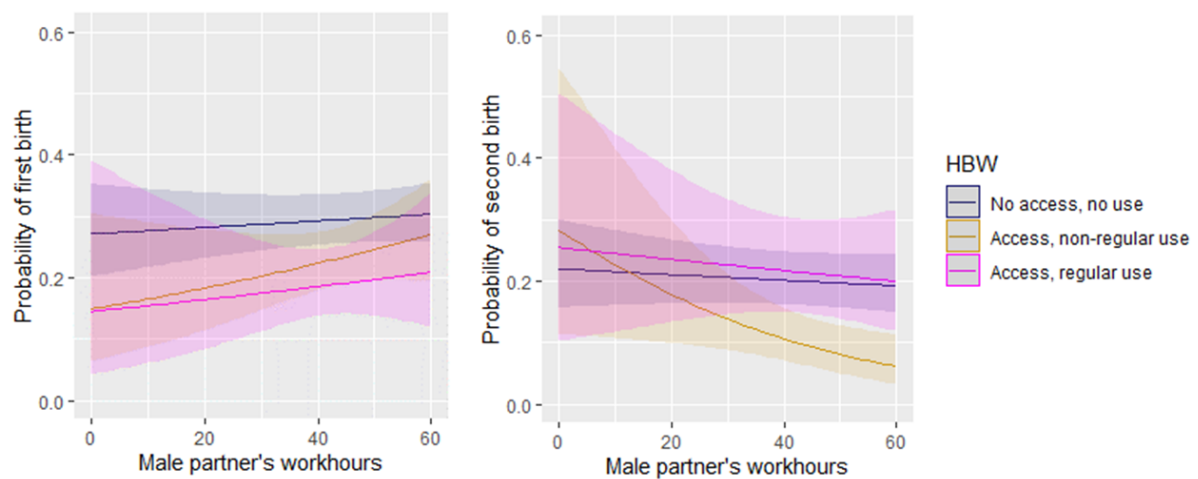 Probability of first birth
0.6
0.4
0.2
0.0
0 20 40 60
Male partner's workhours
Probability of second birth
0.6
0.4
0.2
0.0
0 20 40 60
Male partner's workhours
HBW
No access, no use
Access, non-regular use
Access, regular use